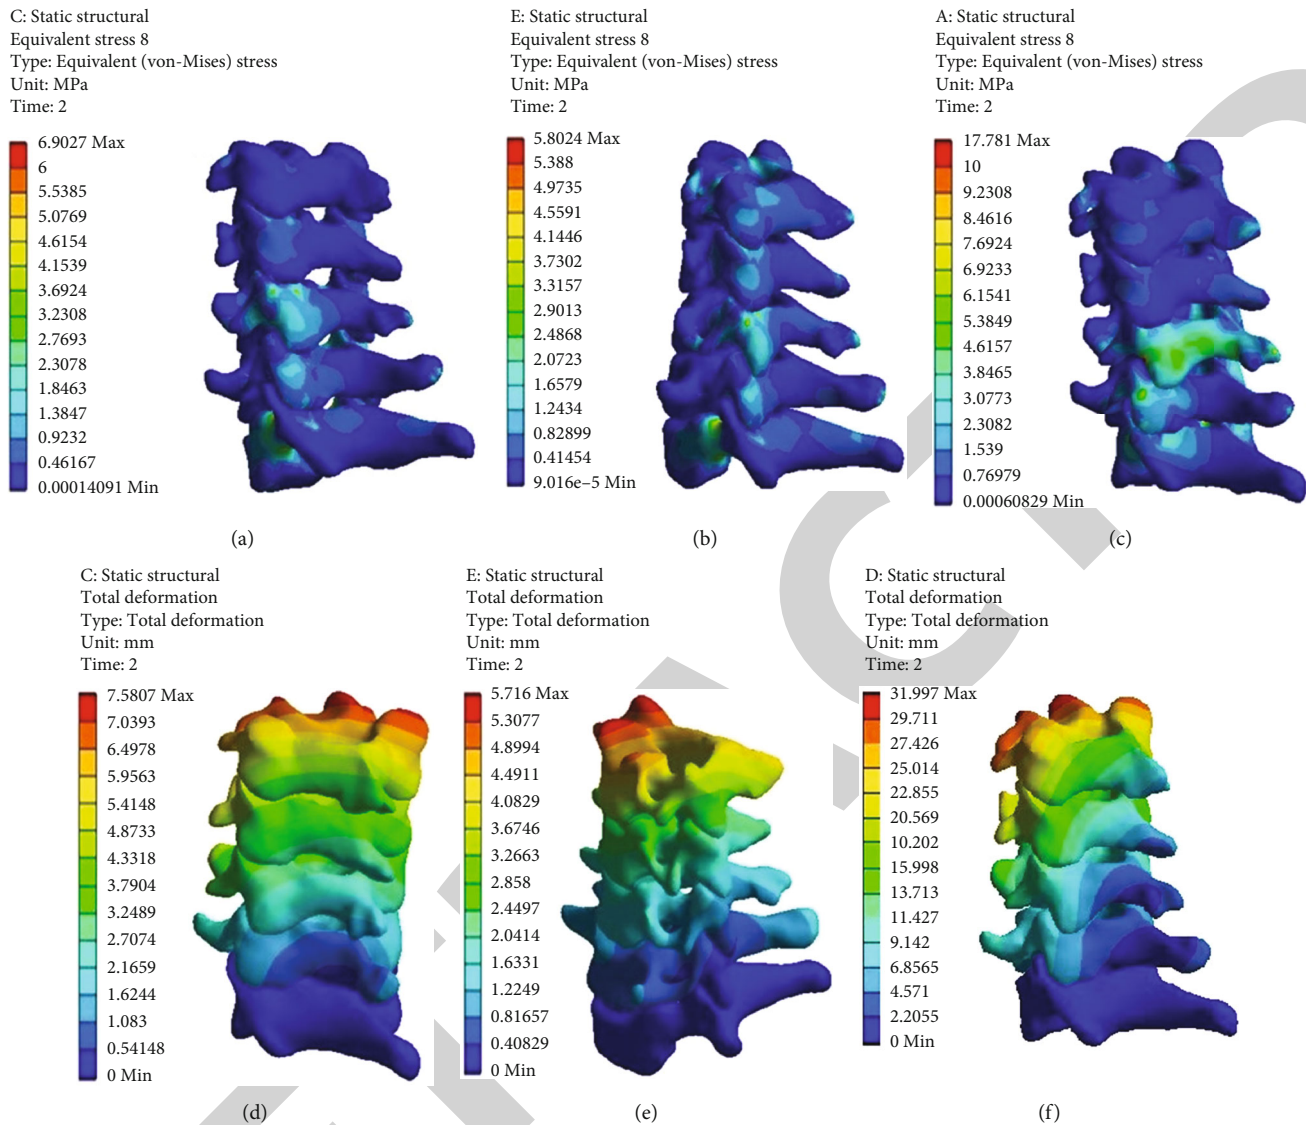 C: Static structural
Equivalent stress 8
Type: Equivalent (von-Mises) stress
Unit: MPa
Time: 2
6.9027 Max
6
5.5385
5.0769
4.6154
4.1539
3.6924
3.2308
2.7693
2.3078
1.8463
1.3847
0.9232
0.46167
0.00014091 Min
(a)
E: Static structural
Equivalent stress 8
Type: Equivalent (von-Mises) stress
Unit: MPa
Time: 2
5.8024 Max
5.388
4.9735
4.5591
4.1446
3.7302
3.3157
2.9013
2.4868
2.0723
1.6579
1.2434
0.82899
0.41454
9.016e–5 Min
(b)
A: Static structural
Equivalent stress 8
Type: Equivalent (von-Mises) stress
Unit: MPa
Time: 2
17.781 Max
10
9.2308
8.4616
7.6924
6.9233
6.1541
5.3849
4.6157
3.8465
3.0773
2.3082
1.539
0.76979
0.00060829 Min
(c)
C: Static structural
Total deformation
Type: Total deformation
Unit: mm
Time: 2
7.5807 Max
7.0393
6.4978
5.9563
5.4148
4.8733
4.3318
3.7904
3.2489
2.7074
2.1659
1.6244
1.083
0.54148
0 Min
(d)
E: Static structural
Total deformation
Type: Total deformation
Unit: mm
Time: 2
5.716 Max
5.3077
4.8994
4.4911
4.0829
3.6746
3.2663
2.858
2.4497
2.0414
1.6331
1.2249
0.81657
0.40829
0 Min
(e)
D: Static structural
Total deformation
Type: Total deformation
Unit: mm
Time: 2
31.997 Max
29.711
27.426
25.014
22.855
20.569
10.202
15.998
13.713
11.427
9.142
6.8565
4.571
2.2055
0 Min
(f)